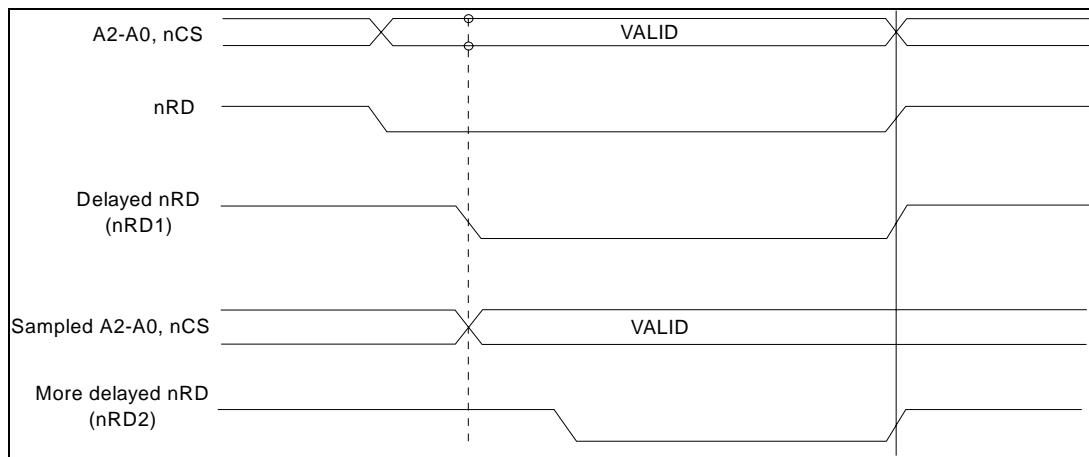 A2-A0, nCS
VALID
nRD
Delayed nRD
(nRD1)
Sampled A2-A0, nCS
VALID
More delayed nRD
(nRD2)